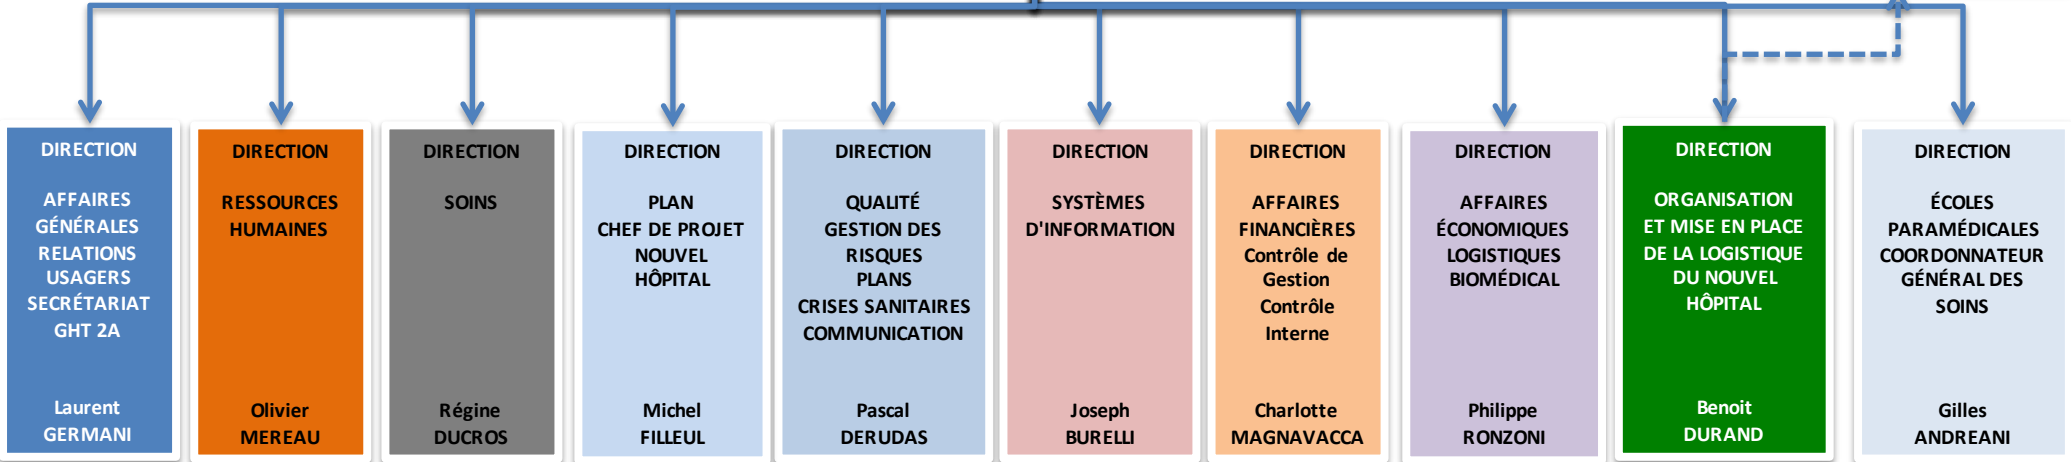 DIRECTION
AFFAIRES
GÉNÉRALES
RELATIONS
USAGERS
SECRÉTARIAT
GHT 2A
Laurent
GERMANI
DIRECTION
RESSOURCES
HUMAINES
Olivier
MEREAU
DIRECTION
SOINS
Régine
DUCROS
DIRECTION
PLAN
CHEF DE PROJET
NOUVEL
HÔPITAL
Michel
FILLEUL
DIRECTION
QUALITÉ
GESTION DES
RISQUES
PLANS
CRISES SANITAIRES
COMMUNICATION
Pascal
DERUDAS
DIRECTION
SYSTÈMES
D'INFORMATION
Joseph
BURELLI
DIRECTION
AFFAIRES
FINANCIÈRES
Contrôle de
Gestion
Contrôle
Interne
Charlotte
MAGNAVACCA
DIRECTION
AFFAIRES
ÉCONOMIQUES
LOGISTIQUES
BIOMÉDICAL
Philippe
RONZONI
DIRECTION
ORGANISATION
ET MISE EN PLACE
DE LA LOGISTIQUE
DU NOUVEL
HÔPITAL
Benoit
DURAND
DIRECTION
ÉCOLES
PARAMÉDICALES
COORDONNATEUR
GÉNÉRAL DES
SOINS
Gilles
ANDREANI